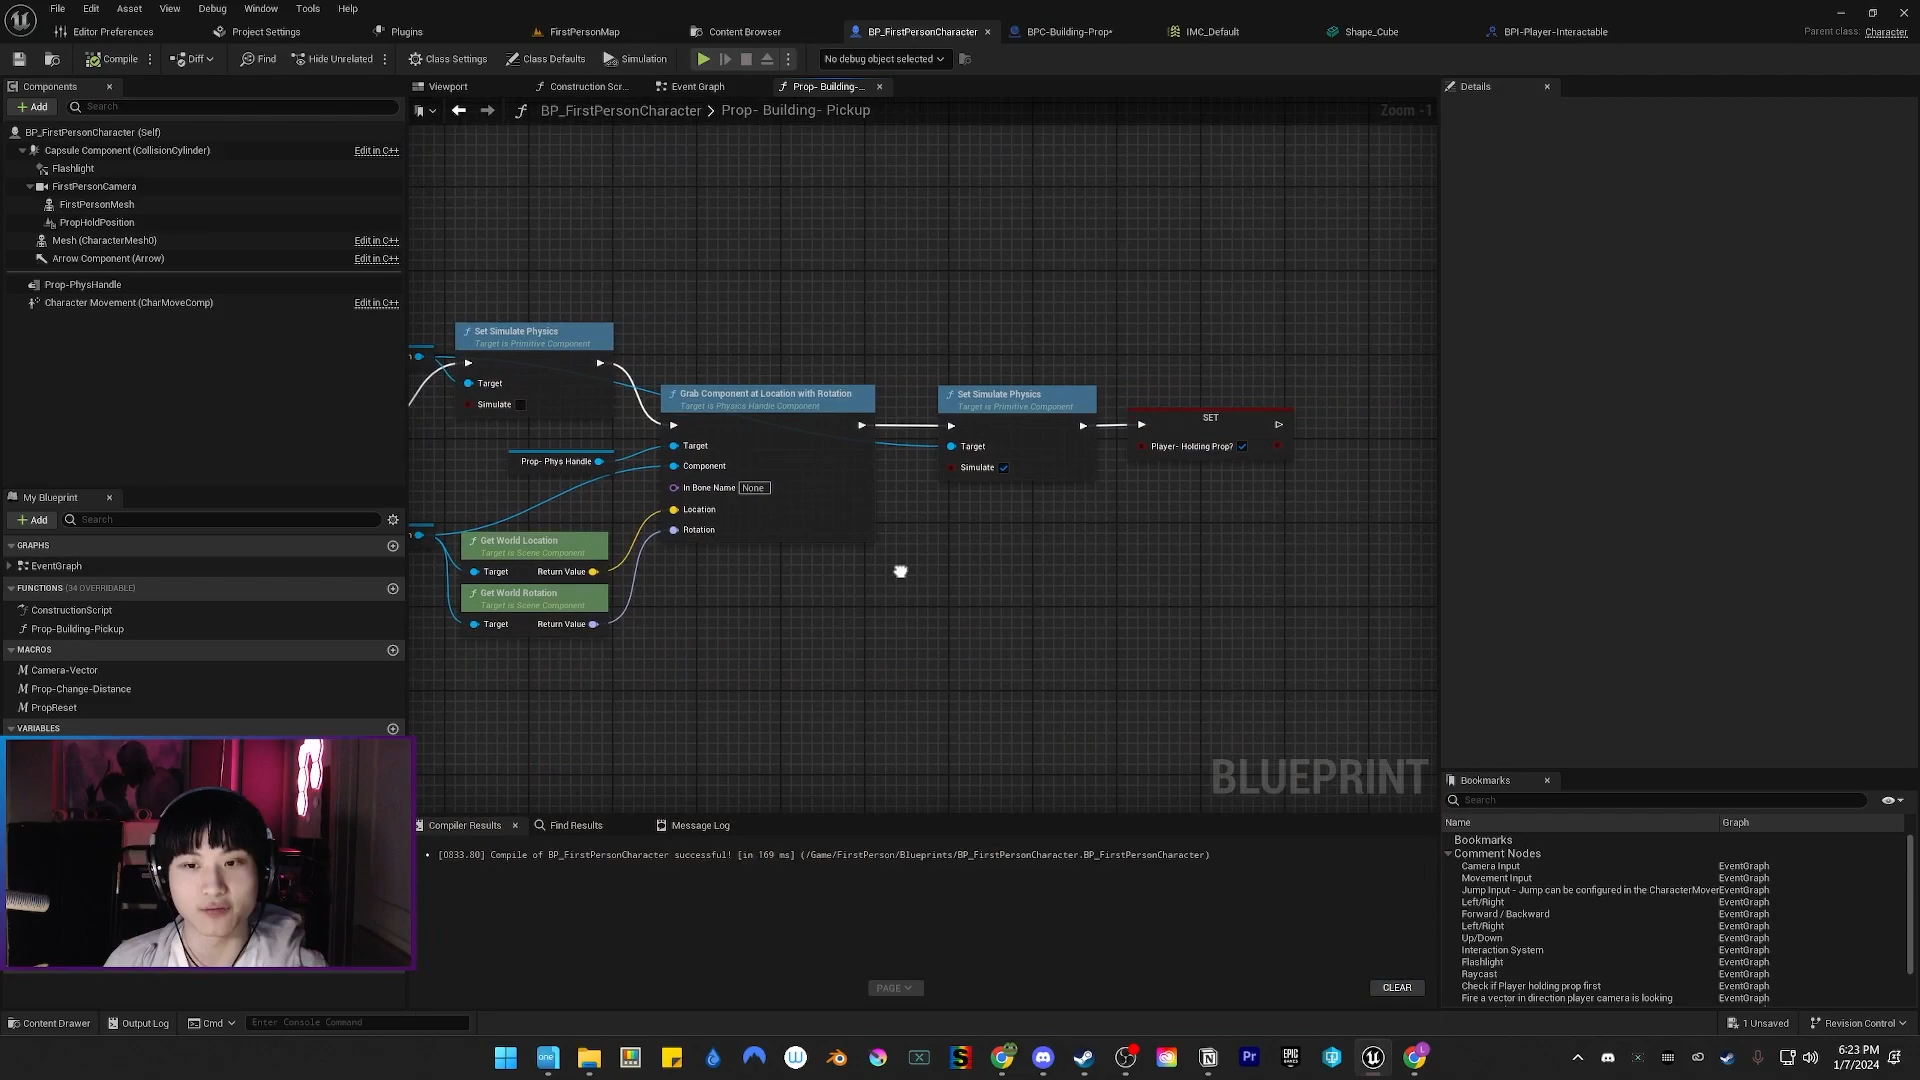 File Edit Asset View Debug Window Tools Help
Editor Preferences Project Settings Plugins FirstPersonMap Content Browser BP_FirstPersonCharacter BPC-Building-Prop* IMC_Default Shape_Cube BPI-Player-Interactable Parent class: Character
Compile Diff Find Hide Unrelated Class Settings Class Defaults Simulation No debug object selected
Components Viewport Construction Scr... Event Graph Prop- Building-... Details
Add Search BP_FirstPersonCharacter > Prop- Building- Pickup Zoom -1
BP_FirstPersonCharacter (Self)
Capsule Component (CollisionCylinder) Edit in C++
Flashlight
FirstPersonCamera
FirstPersonMesh
PropHoldPosition
Mesh (CharacterMesh0) Edit in C++
Arrow Component (Arrow) Edit in C++
Prop-PhysHandle
Character Movement (CharMoveComp) Edit in C++
Set Simulate Physics
Target is Primitive Component
Target
Simulate
Grab Component at Location with Rotation
Target is Physics Handle Component
Target
Component
In Bone Name None
Location
Rotation
Set Simulate Physics
Target is Primitive Component
Target
Simulate
SET
Player- Holding Prop?
Prop- Phys Handle
Get World Location
Target is Scene Component
Target Return Value
Get World Rotation
Target is Scene Component
Target Return Value
BLUEPRINT
My Blueprint
Add Search
GRAPHS
EventGraph
FUNCTIONS (34 OVERRIDABLE)
ConstructionScript
Prop-Building-Pickup
MACROS
Camera-Vector
Prop-Change-Distance
PropReset
VARIABLES
Compiler Results Find Results Message Log
[0833.80] Compile of BP_FirstPersonCharacter successful! [in 169 ms] (/Game/FirstPerson/Blueprints/BP_FirstPersonCharacter.BP_FirstPersonCharacter)
PAGE CLEAR
Bookmarks
Search
Name Graph
Bookmarks
Comment Nodes
Camera Input EventGraph
Movement Input EventGraph
Jump Input - Jump can be configured in the CharacterMover EventGraph
Left/Right EventGraph
Forward / Backward EventGraph
Left/Right EventGraph
Up/Down EventGraph
Interaction System EventGraph
Flashlight EventGraph
Raycast EventGraph
Check if Player holding prop first EventGraph
Fire a vector in direction player camera is looking EventGraph
Content Drawer Output Log Cmd Enter Console Command 1 Unsaved Revision Control
one Pr EPIC GAMES
6:23 PM
1/7/2024